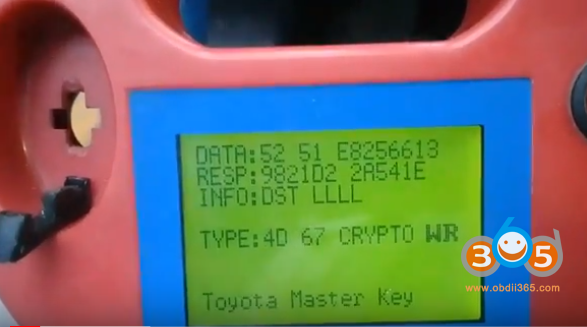 DATA:52 51 E8256613
RESP:9821D2 2A541E
INFO:DST LLLL
TYPE:4D 67 CRYPTO WR
Toyota Master Key
365
www.obdii365.com